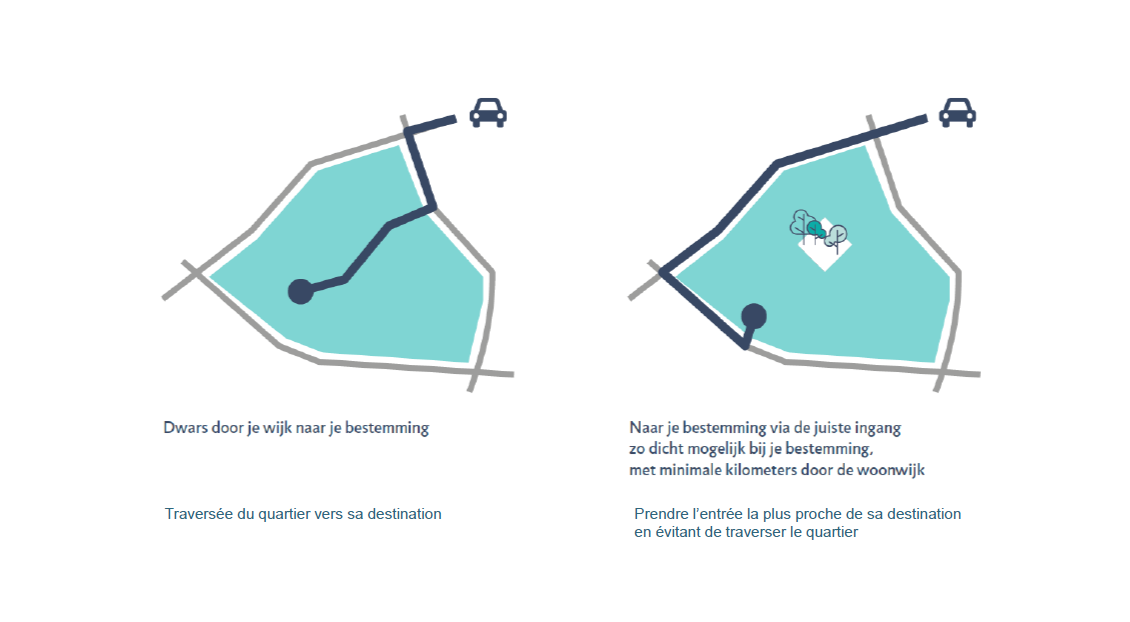 Dwars door je wijk naar je bestemming
Traversée du quartier vers sa destination
Naar je bestemming via de juiste ingang
zo dicht mogelijk bij je bestemming,
met minimale kilometers door de woonwijk
Prendre l’entrée la plus proche de sa destination
en évitant de traverser le quartier